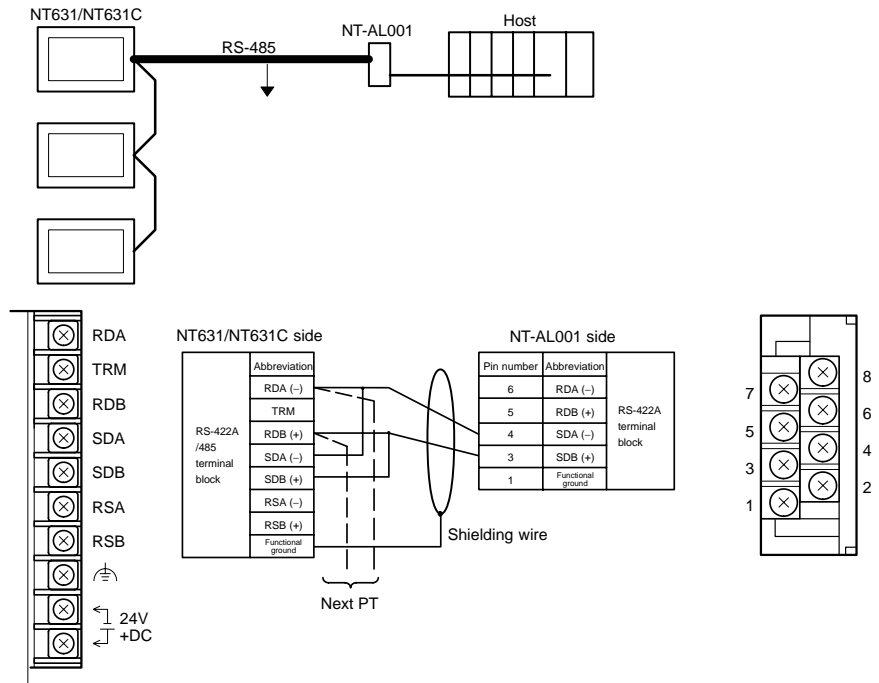 NT631/NT631C
RS-485
NT-AL001
Host
RDA
TRM
RDB
SDA
SDB
RSA
RSB
24V
+DC
NT631/NT631C side
RS-422A
/485
terminal
block
Abbreviation
RDA (–)
TRM
RDB (+)
SDA (–)
SDB (+)
RSA (–)
RSB (+)
Functional
ground
Next PT
Shielding wire
NT-AL001 side
Pin number Abbreviation
6 RDA (–)
5 RDB (+)
4 SDA (–)
3 SDB (+)
1 Functional
ground
RS-422A
terminal
block
7
5
3
1
8
6
4
2